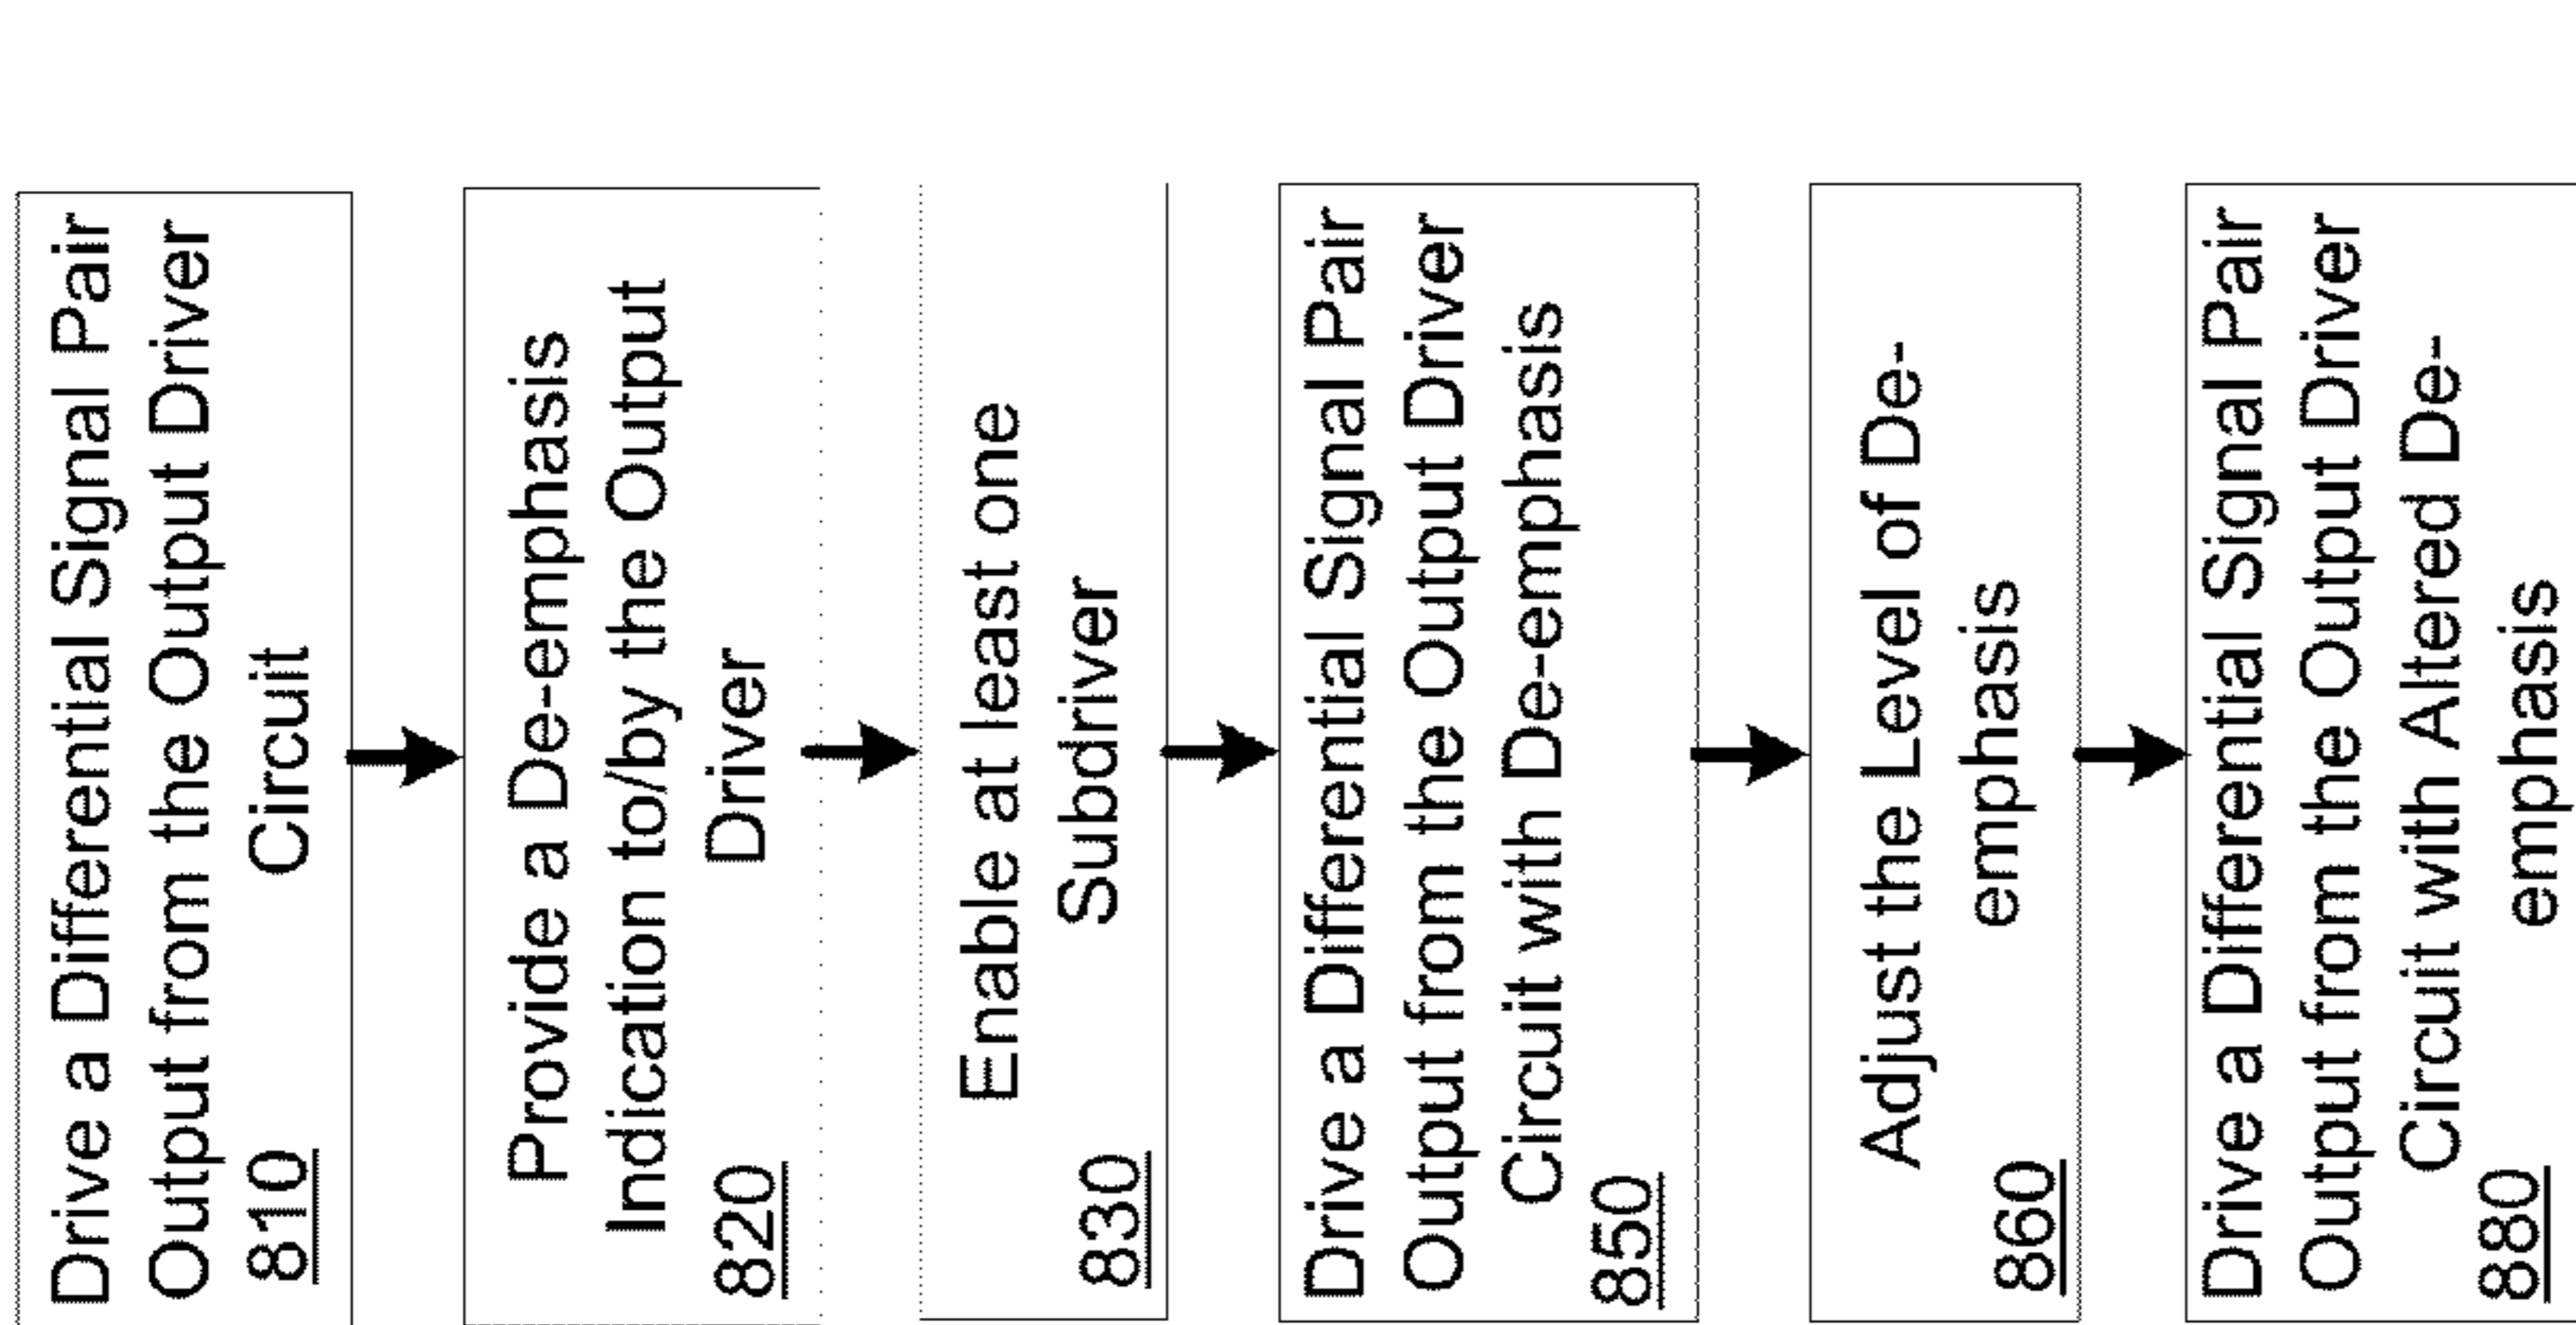 Drive a Differential Signal Pair
Output from the Output Driver
Circuit
810
Provide a De-emphasis
Indication to/by the Output
Driver
820
Enable at least one
Subdriver
830
Drive a Differential Signal Pair
Output from the Output Driver
Circuit with De-emphasis
850
Adjust the Level of De-
emphasis
860
Drive a Differential Signal Pair
Output from the Output Driver
Circuit with Altered De-
emphasis
880